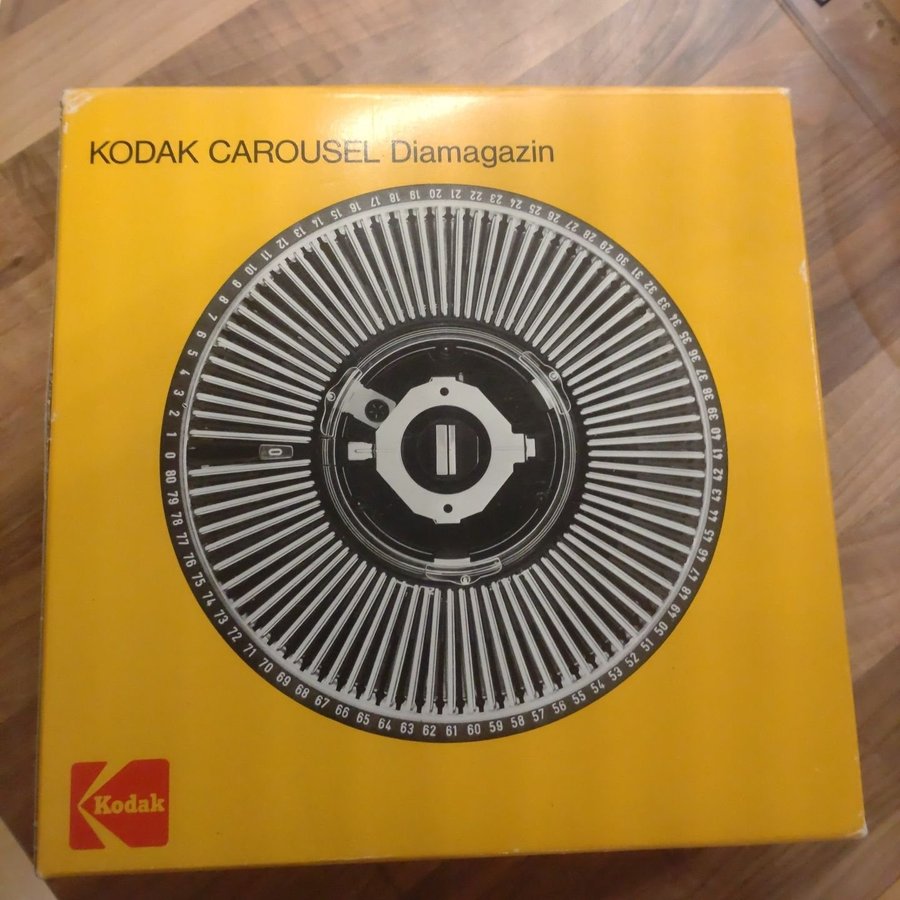 KODAK CAROUSEL Diamagazin
0 1 2 3 4 5 6 7 8 9 10 11 12 13 14 15 16 17 18 19 20 21 22 23 24 25 26 27 28 29 30 31 32 33 34 35 36 37 38 39 40 41 42 43 44 45 46 47 48 49 50 51 52 53 54 55 56 57 58 59 60 61 62 63 64 65 66 67 68 69 70 71 72 73 74 75 76 77 78 79 80
0
Kodak